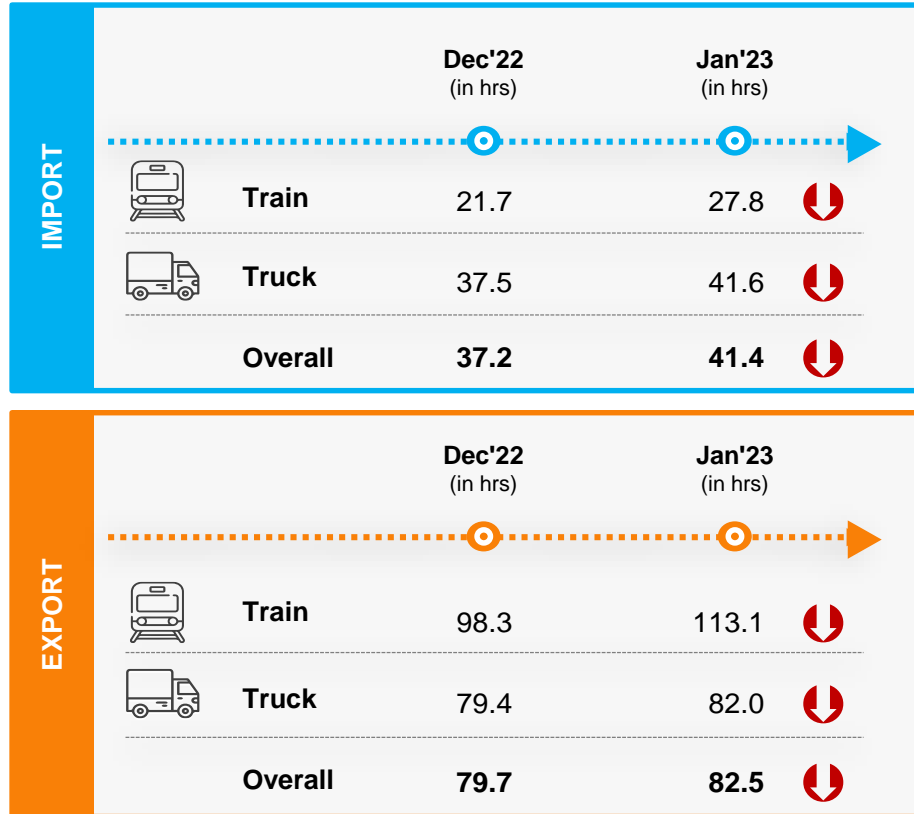 IMPORT
Dec'22 Jan'23
(in hrs) (in hrs)
Train 21.7 27.8
Truck 37.5 41.6
Overall 37.2 41.4
EXPORT
Dec'22 Jan'23
(in hrs) (in hrs)
Train 98.3 113.1
Truck 79.4 82.0
Overall 79.7 82.5